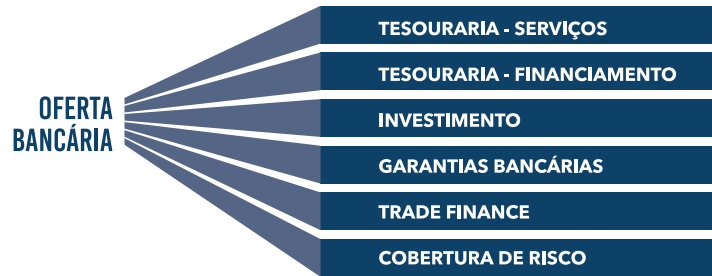 OFERTA
BANCÁRIA
TESOURARIA - SERVIÇOS
TESOURARIA - FINANCIAMENTO
INVESTIMENTO
GARANTIAS BANCÁRIAS
TRADE FINANCE
COBERTURA DE RISCO